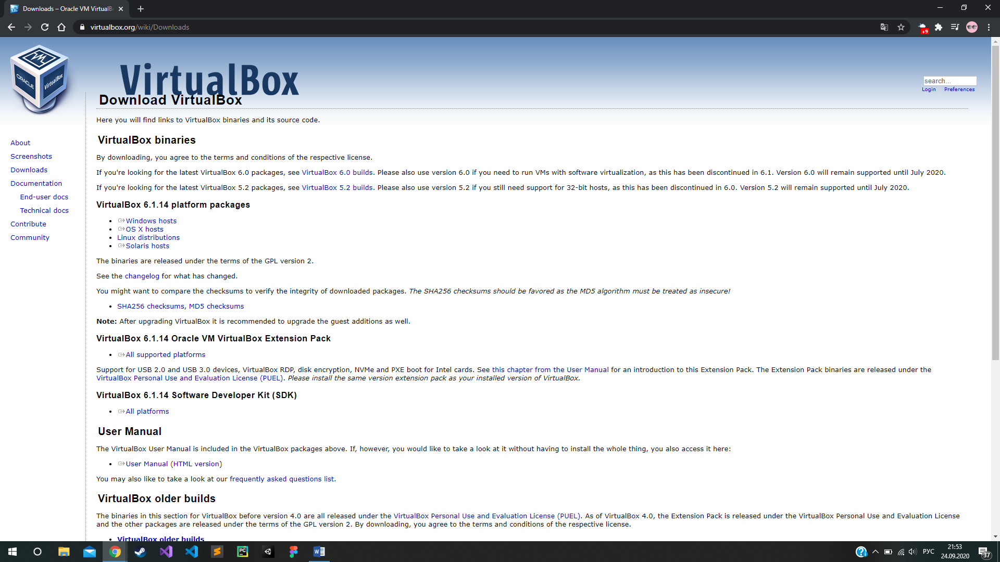 Downloads – Oracle VM VirtualBo
virtualbox.org/wiki/Downloads
+9
ORACLE
VirtualBox
VirtualBox
search...
Login Preferences
Download VirtualBox
Here you will find links to VirtualBox binaries and its source code.
About
Screenshots
Downloads
Documentation
End-user docs
Technical docs
Contribute
Community
VirtualBox binaries
By downloading, you agree to the terms and conditions of the respective license.
If you're looking for the latest VirtualBox 6.0 packages, see VirtualBox 6.0 builds. Please also use version 6.0 if you need to run VMs with software virtualization, as this has been discontinued in 6.1. Version 6.0 will remain supported until July 2020.
If you're looking for the latest VirtualBox 5.2 packages, see VirtualBox 5.2 builds. Please also use version 5.2 if you still need support for 32-bit hosts, as this has been discontinued in 6.0. Version 5.2 will remain supported until July 2020.
VirtualBox 6.1.14 platform packages
Windows hosts
OS X hosts
Linux distributions
Solaris hosts
The binaries are released under the terms of the GPL version 2.
See the changelog for what has changed.
You might want to compare the checksums to verify the integrity of downloaded packages. The SHA256 checksums should be favored as the MD5 algorithm must be treated as insecure!
SHA256 checksums, MD5 checksums
Note: After upgrading VirtualBox it is recommended to upgrade the guest additions as well.
VirtualBox 6.1.14 Oracle VM VirtualBox Extension Pack
All supported platforms
Support for USB 2.0 and USB 3.0 devices, VirtualBox RDP, disk encryption, NVMe and PXE boot for Intel cards. See this chapter from the User Manual for an introduction to this Extension Pack. The Extension Pack binaries are released under the
VirtualBox Personal Use and Evaluation License (PUEL). Please install the same version extension pack as your installed version of VirtualBox.
VirtualBox 6.1.14 Software Developer Kit (SDK)
All platforms
User Manual
The VirtualBox User Manual is included in the VirtualBox packages above. If, however, you would like to take a look at it without having to install the whole thing, you also access it here:
User Manual (HTML version)
You may also like to take a look at our frequently asked questions list.
VirtualBox older builds
The binaries in this section for VirtualBox before version 4.0 are all released under the VirtualBox Personal Use and Evaluation License (PUEL). As of VirtualBox 4.0, the Extension Pack is released under the VirtualBox Personal Use and Evaluation License
and the other packages are released under the terms of the GPL version 2. By downloading, you agree to the terms and conditions of the respective license.
VirtualBox older builds
РУС
21:53
24.09.2020
37